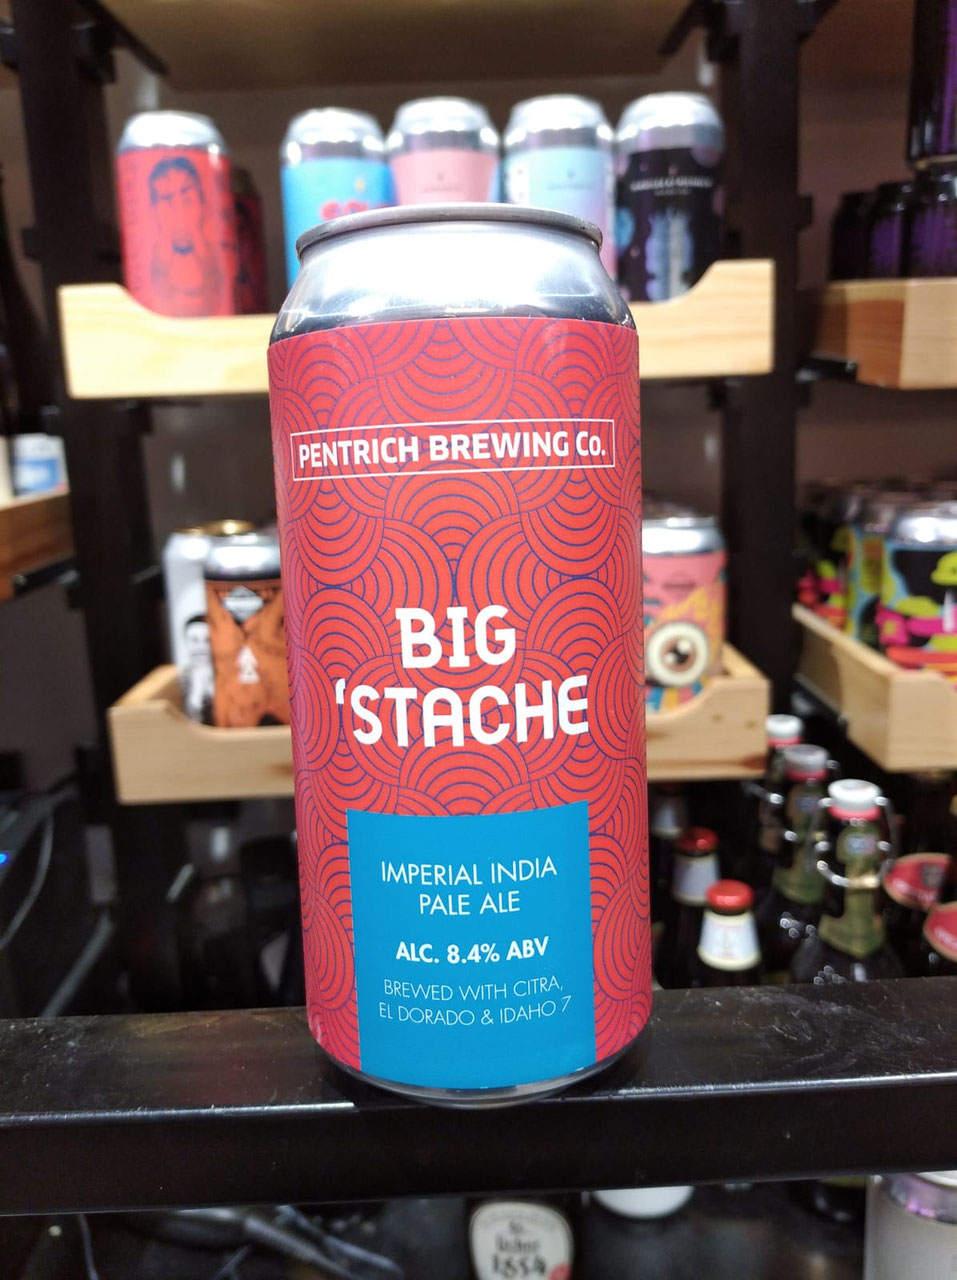 PENTRICH BREWING Co.
BIG
'STACHE
IMPERIAL INDIA
PALE ALE
ALC. 8.4% ABV
BREWED WITH CITRA,
EL DORADO & IDAHO 7
1854